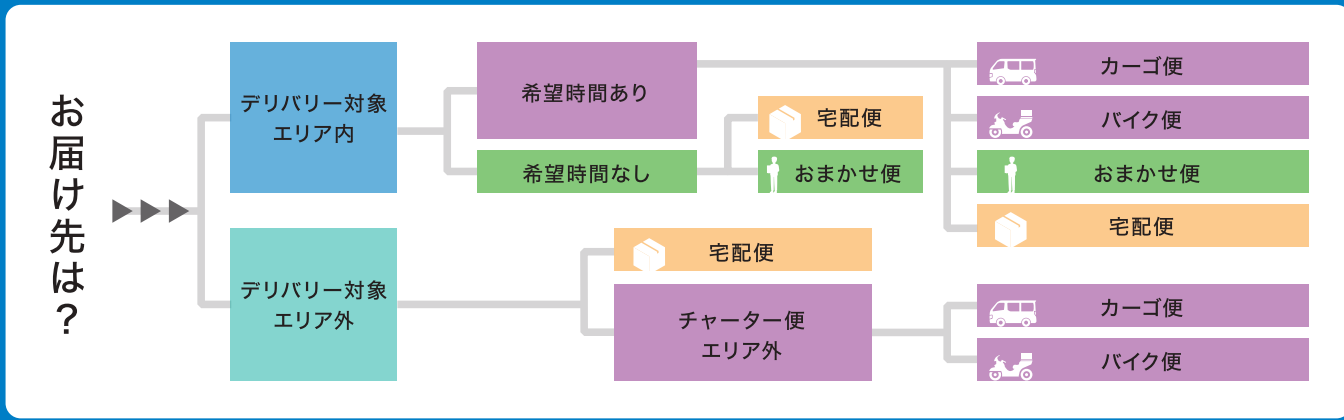 お届け先は?
デリバリー対象
エリア内
希望時間あり
カーゴ便
バイク便
おまかせ便
宅配便
希望時間なし
宅配便
おまかせ便
デリバリー対象
エリア外
宅配便
チャーター便
エリア外
カーゴ便
バイク便